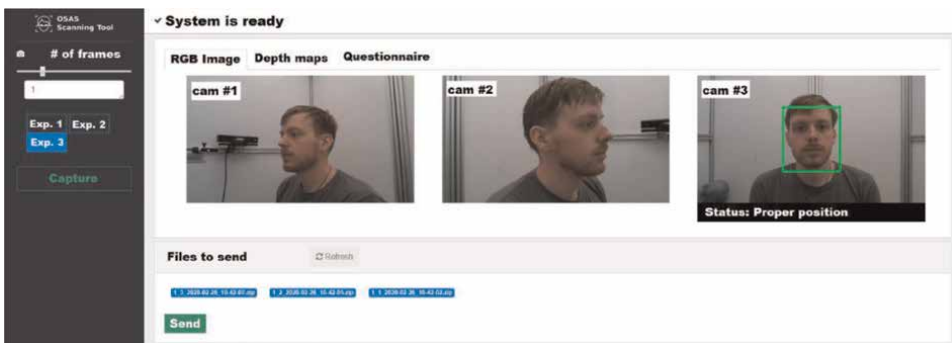 OSAS
Scanning Tool
# of frames
1
Exp. 1 Exp. 2
Exp. 3
Capture
System is ready
RGB Image Depth maps Questionnaire
cam #1
cam #2
cam #3
Status: Proper position
Files to send
Refresh
Send